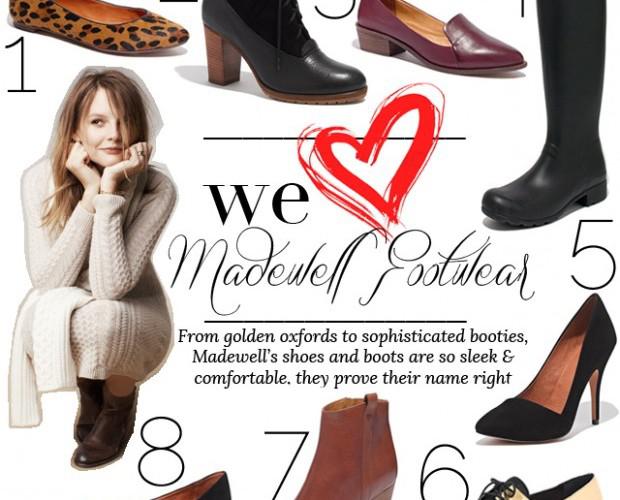 1
we
Madewell Footwear
5
From golden oxfords to sophisticated booties,
Madewell's shoes and boots are so sleek &
comfortable, they prove their name right
8
7
6